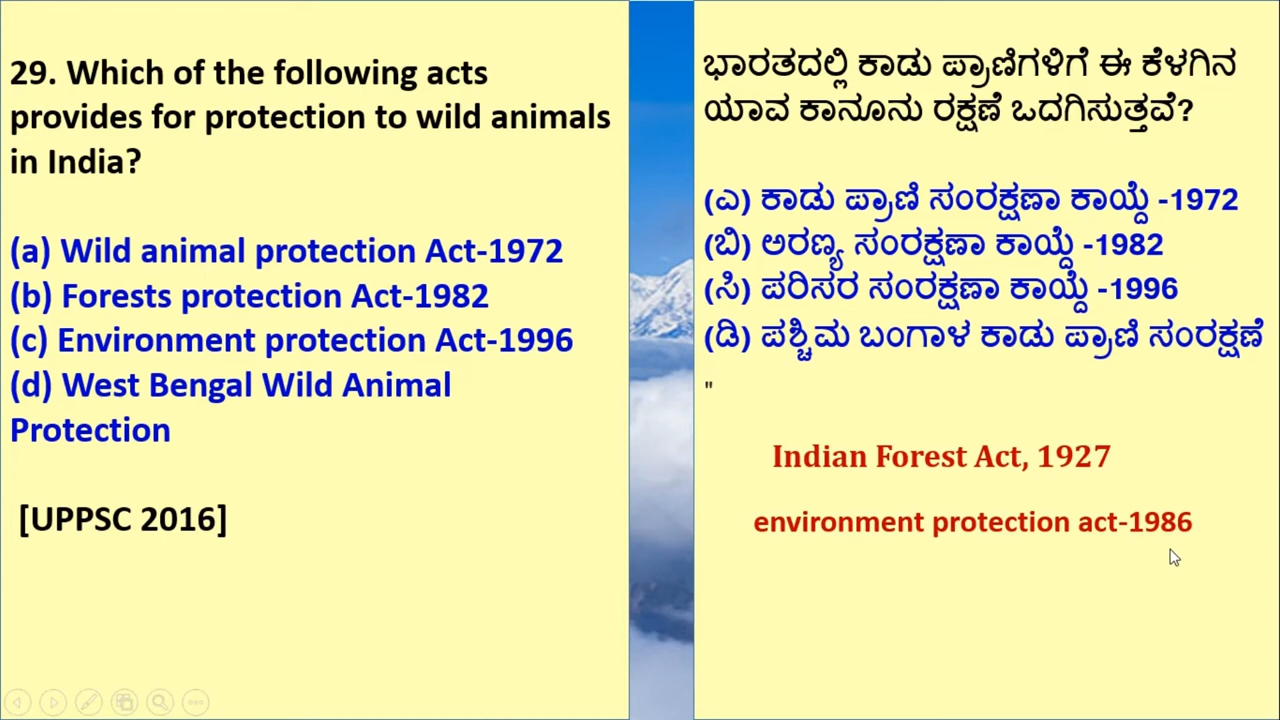 29. Which of the following acts
provides for protection to wild animals
in India?
(a) Wild animal protection Act-1972
(b) Forests protection Act-1982
(c) Environment protection Act-1996
(d) West Bengal Wild Animal
Protection
[UPPSC 2016]
ಭಾರತದಲ್ಲಿ ಕಾಡು ಪ್ರಾಣಿಗಳಿಗೆ ಈ ಕೆಳಗಿನ
ಯಾವ ಕಾನೂನು ರಕ್ಷಣೆ ಒದಗಿಸುತ್ತವೆ?
(ಎ) ಕಾಡು ಪ್ರಾಣಿ ಸಂರಕ್ಷಣಾ ಕಾಯ್ದೆ -1972
(ಬಿ) ಅರಣ್ಯ ಸಂರಕ್ಷಣಾ ಕಾಯ್ದೆ -1982
(ಸಿ) ಪರಿಸರ ಸಂರಕ್ಷಣಾ ಕಾಯ್ದೆ -1996
(ಡಿ) ಪಶ್ಚಿಮ ಬಂಗಾಳ ಕಾಡು ಪ್ರಾಣಿ ಸಂರಕ್ಷಣೆ
"
Indian Forest Act, 1927
environment protection act-1986